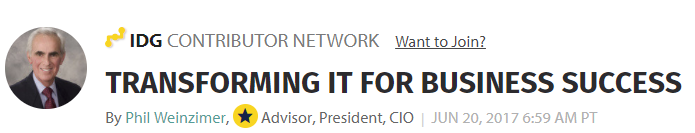 IDG CONTRIBUTOR NETWORK Want to Join?
TRANSFORMING IT FOR BUSINESS SUCCESS
By Phil Weinzimer, Advisor, President, CIO | JUN 20, 2017 6:59 AM PT